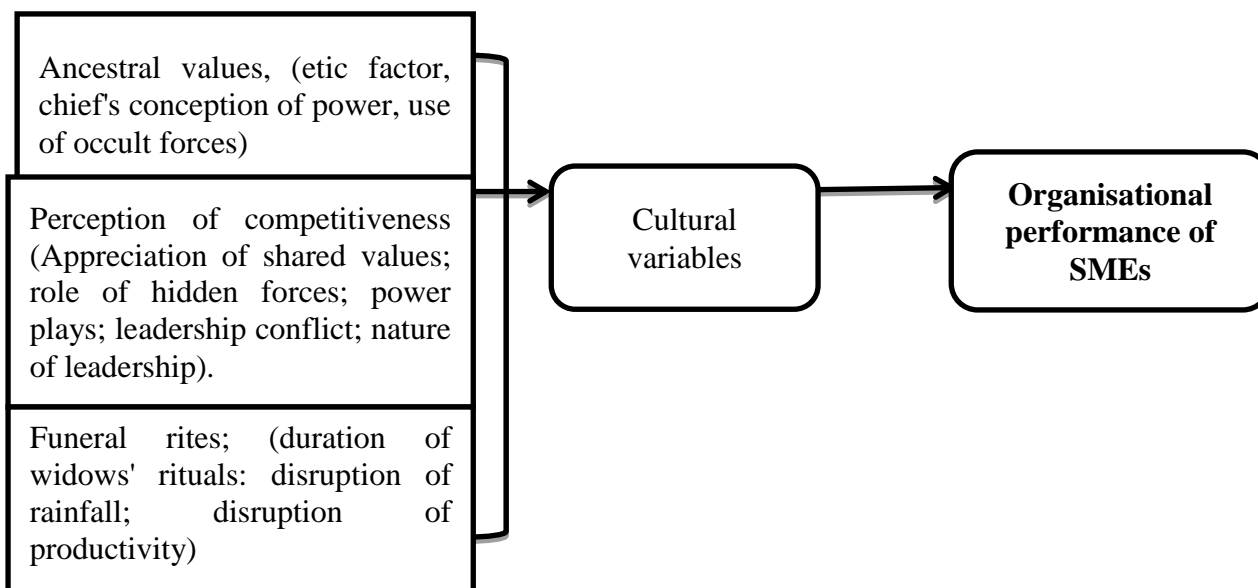 Ancestral values, (etic factor,
chief's conception of power, use
of occult forces)
Perception of competitiveness
(Appreciation of shared values;
role of hidden forces; power
plays; leadership conflict; nature
of leadership).
Funeral rites; (duration of
widows' rituals: disruption of
rainfall; disruption of
productivity)
Cultural
variables
Organisational
performance of
SMEs